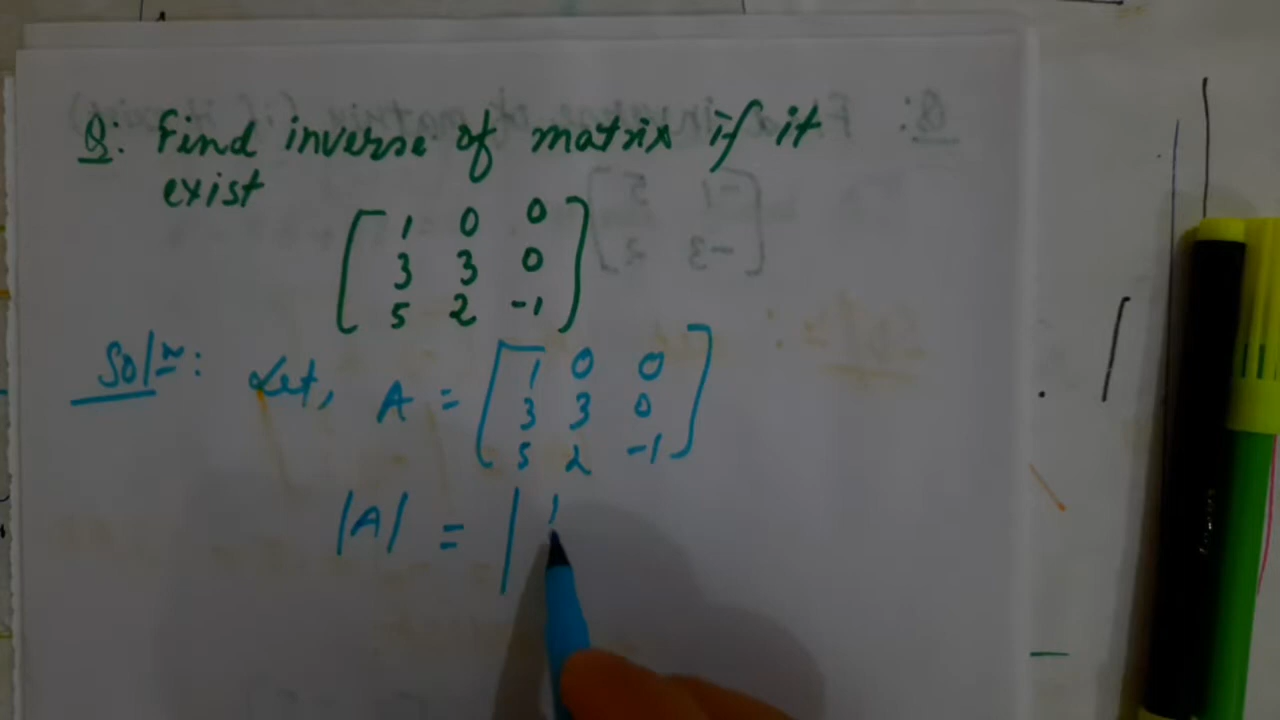 Q: Find inverse of matrix if it
exist
[ 1 0 0 ]
[ 3 3 0 ]
[ 5 2 -1 ]
Solⁿ: Let, A = [ 1 0 0 ]
[ 3 3 0 ]
[ 5 2 -1 ]
|A| = | 1